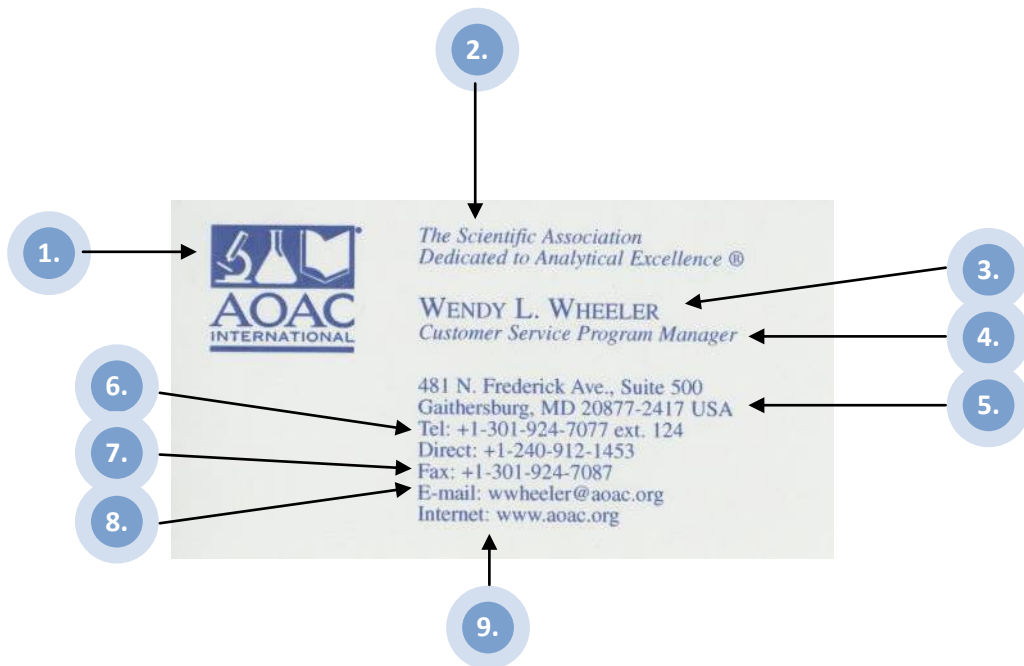 2.
1.
AOAC
INTERNATIONAL
The Scientific Association
Dedicated to Analytical Excellence ®
WENDY L. WHEELER
Customer Service Program Manager
3.
4.
481 N. Frederick Ave., Suite 500
Gaithersburg, MD 20877-2417 USA
5.
6.
Tel: +1-301-924-7077 ext. 124
Direct: +1-240-912-1453
7.
Fax: +1-301-924-7087
8.
E-mail: wwheeler@aoac.org
Internet: www.aoac.org
9.